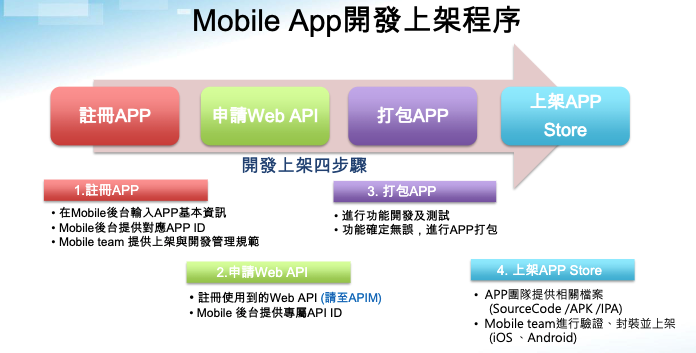 Mobile App開發上架程序
註冊APP
申請Web API
打包APP
上架APP
Store
開發上架四步驟
1.註冊APP
• 在Mobile後台輸入APP基本資訊
• Mobile後台提供對應APP ID
• Mobile team 提供上架與開發管理規範
2.申請Web API
• 註冊使用到的Web API (請至APIM)
• Mobile 後台提供專屬API ID
3. 打包APP
• 進行功能開發及測試
• 功能確定無誤，進行APP打包
4. 上架APP Store
• APP團隊提供相關檔案
(SourceCode /APK /IPA)
• Mobile team進行驗證、封裝並上架
(iOS 、Android)